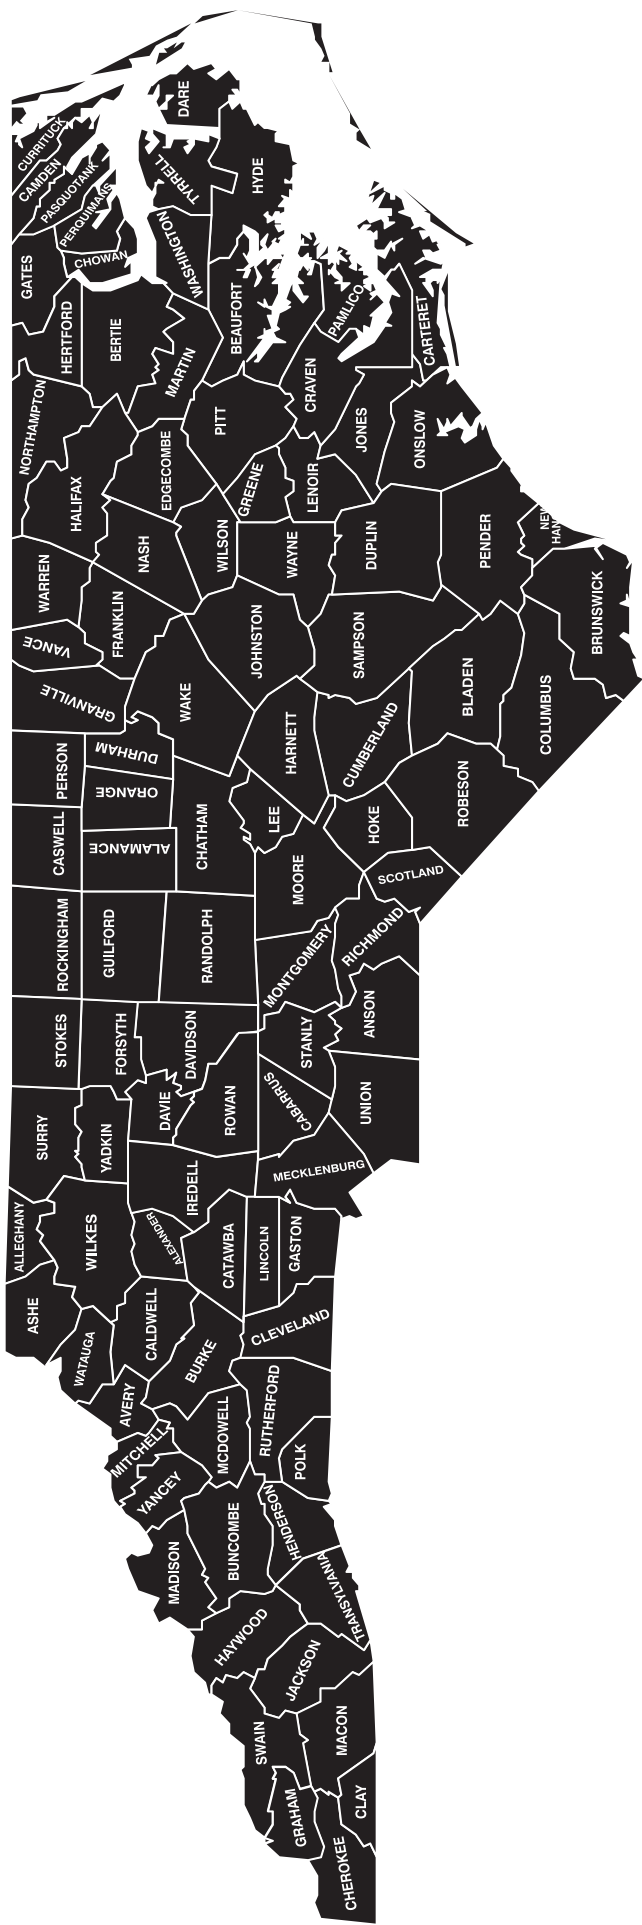 DARE
CURRITUCK
CAMDEN
PASQUOTANK
PERQUIMANS
CHOWAN
TYRRELL
HYDE
WASHINGTON
GATES
HERTFORD
BERTIE
MARTIN
BEAUFORT
PAMLICO
CARTERET
CRAVEN
NORTHAMPTON
HALIFAX
EDGECOMBE
PITT
GREENE
LENOIR
JONES
ONSLOW
NASH
WILSON
WAYNE
DUPLIN
PENDER
NEW
HAN
WARREN
FRANKLIN
JOHNSTON
SAMPSON
BRUNSWICK
VANCE
GRANVILLE
WAKE
HARNETT
CUMBERLAND
BLADEN
COLUMBUS
PERSON
DURHAM
ORANGE
CHATHAM
LEE
HOKE
ROBESON
CASWELL
ALAMANCE
MOORE
SCOTLAND
ROCKINGHAM
GUILFORD
RANDOLPH
MONTGOMERY
RICHMOND
STOKES
FORSYTH
DAVIDSON
STANLY
ANSON
SURRY
YADKIN
DAVIE
ROWAN
CABARRUS
UNION
IREDELL
MECKLENBURG
ALLEGHANY
WILKES
ALEXANDER
CATAWBA
LINCOLN
GASTON
ASHE
WATAUGA
CALDWELL
BURKE
CLEVELAND
AVERY
MITCHELL
MCDOWELL
RUTHERFORD
POLK
YANCEY
MADISON
BUNCOMBE
HENDERSON
TRANSYLVANIA
HAYWOOD
JACKSON
SWAIN
MACON
GRAHAM
CLAY
CHEROKEE